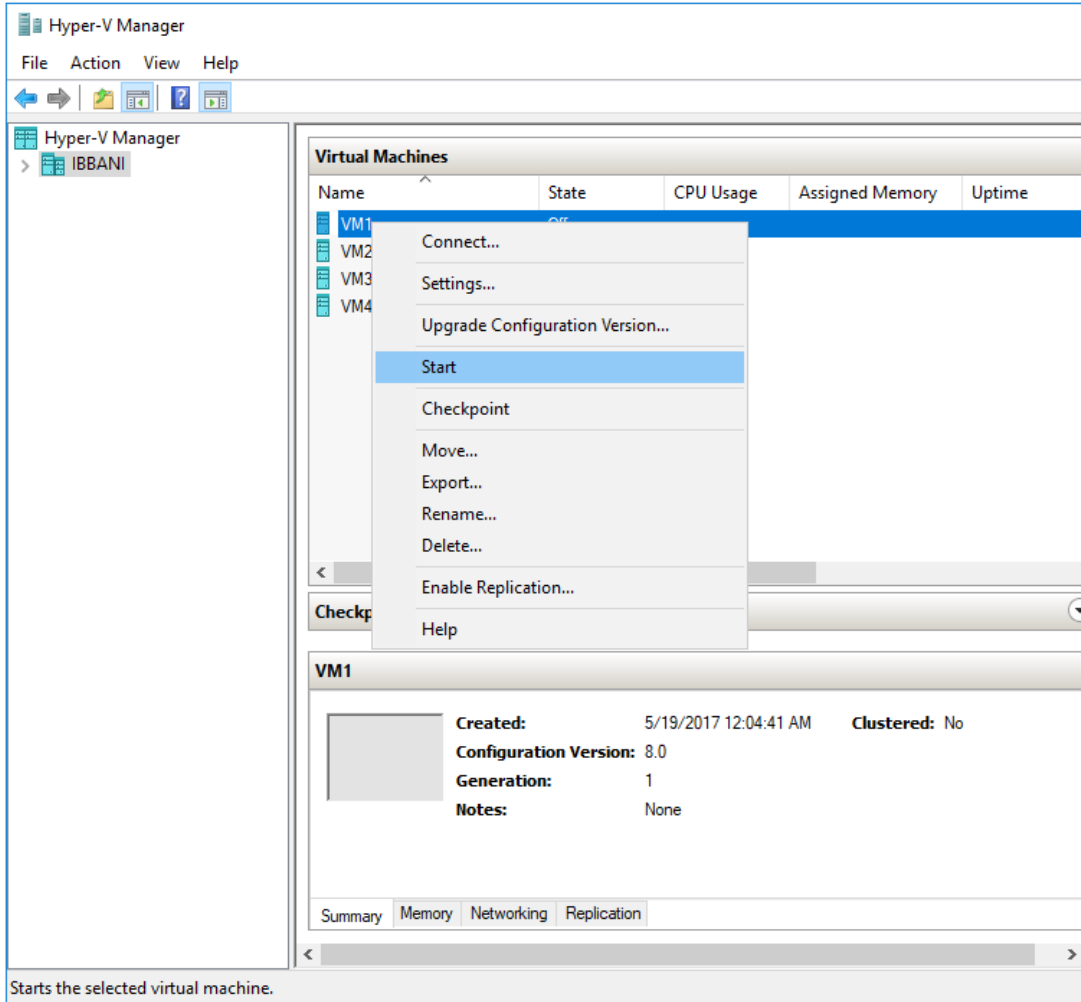 Hyper-V Manager
File Action View Help
Hyper-V Manager
IBBANI
Virtual Machines
Name State CPU Usage Assigned Memory Uptime
VM1
VM2
VM3
VM4
Connect...
Settings...
Upgrade Configuration Version...
Start
Checkpoint
Move...
Export...
Rename...
Delete...
Enable Replication...
Help
VM1
Created: 5/19/2017 12:04:41 AM Clustered: No
Configuration Version: 8.0
Generation: 1
Notes: None
Summary Memory Networking Replication
Starts the selected virtual machine.